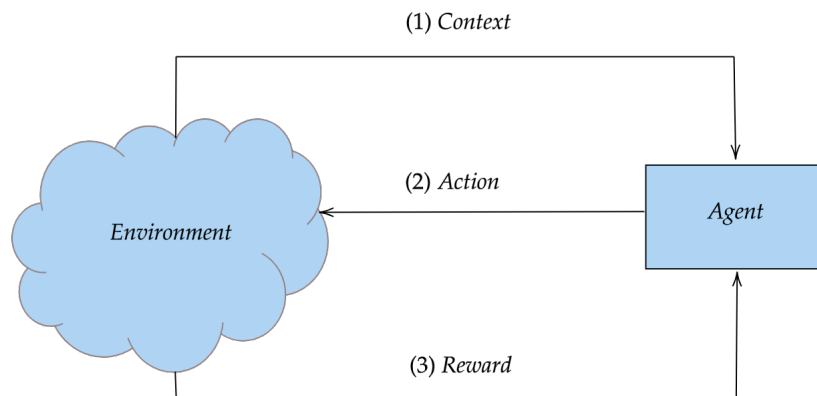 (1) Context
(2) Action
Agent
Environment
(3) Reward